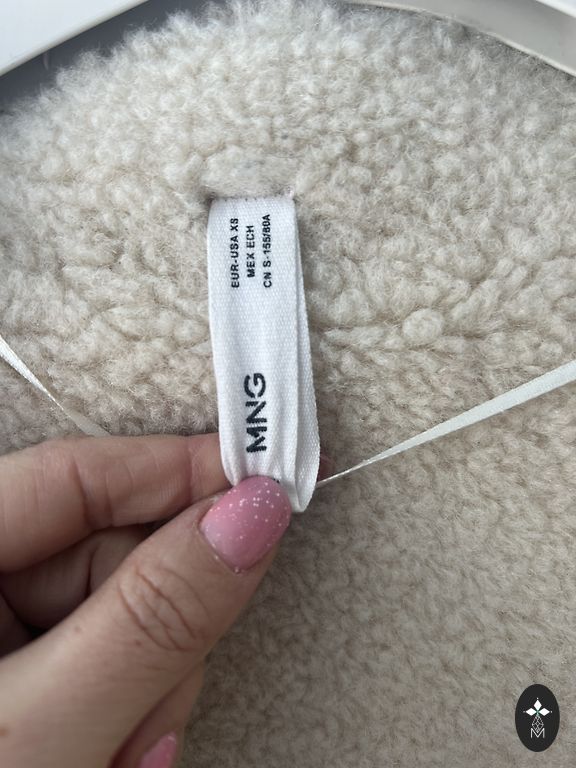 EUR-USA XS
MEX ECH
CN S-155/80A
MNG
M